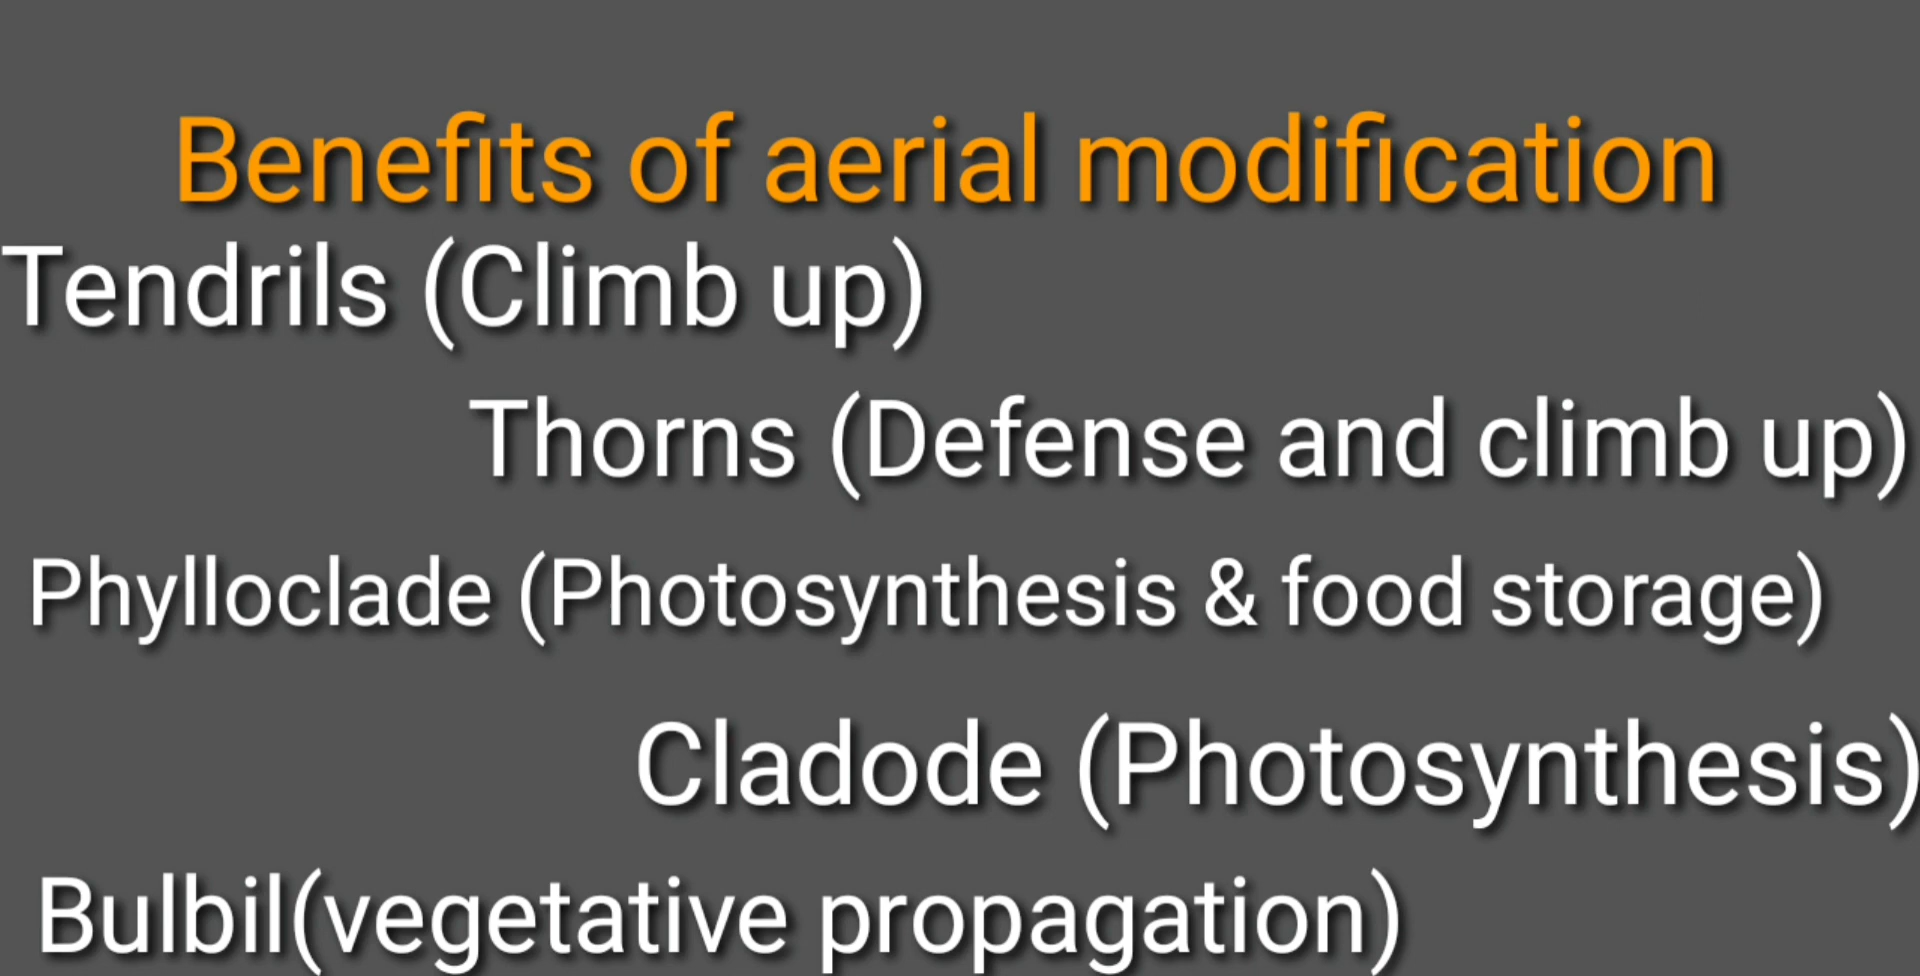 Benefits of aerial modification
Tendrils (Climb up)
Thorns (Defense and climb up)
Phylloclade (Photosynthesis & food storage)
Cladode (Photosynthesis)
Bulbil(vegetative propagation)